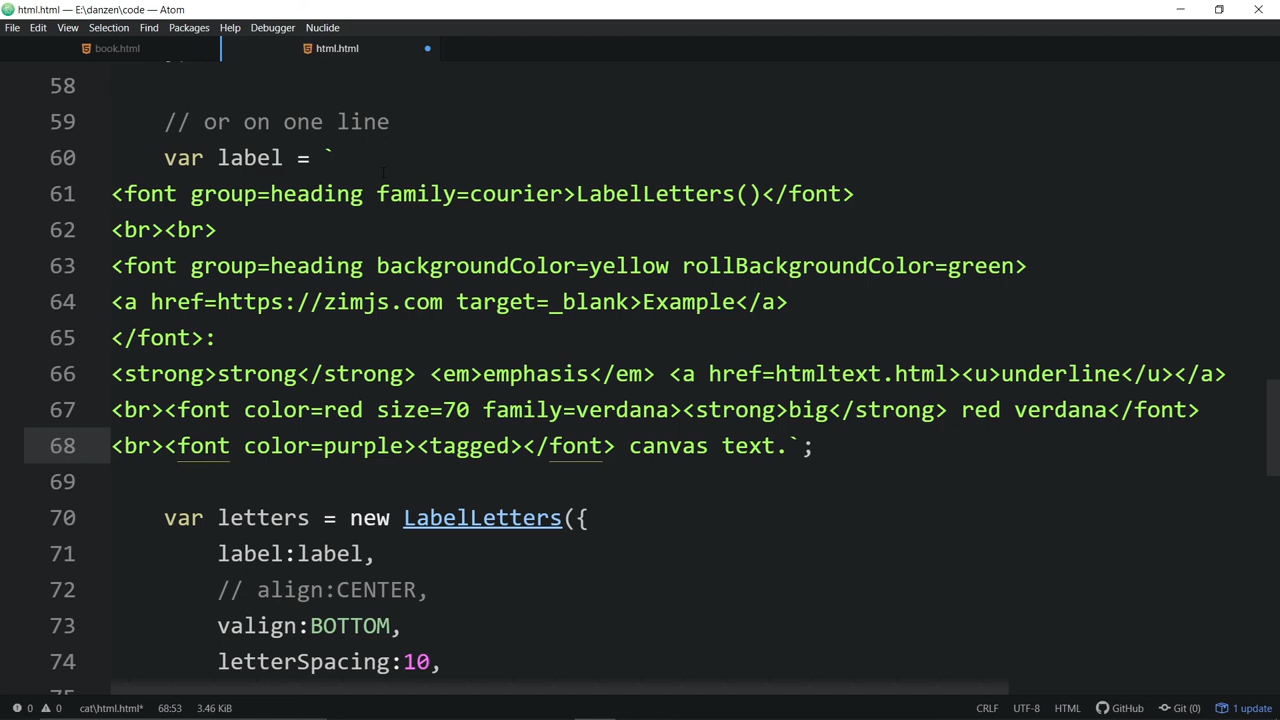 html.html — E:\danzen\code — Atom
File Edit View Selection Find Packages Help Debugger Nuclide
book.html html.html
58
59 // or on one line
60 var label = `
61 <font group=heading family=courier>LabelLetters()</font>
62 <br><br>
63 <font group=heading backgroundColor=yellow rollBackgroundColor=green>
64 <a href=https://zimjs.com target=_blank>Example</a>
65 </font>:
66 <strong>strong</strong> <em>emphasis</em> <a href=htmltext.html><u>underline</u></a>
67 <br><font color=red size=70 family=verdana><strong>big</strong> red verdana</font>
68 <br><font color=purple><tagged></font> canvas text.`;
69
70 var letters = new LabelLetters({
71 label:label,
72 // align:CENTER,
73 valign:BOTTOM,
74 letterSpacing:10,
0 0 cat\html.html* 68:53 3.46 KiB CRLF UTF-8 HTML GitHub Git (0) 1 update